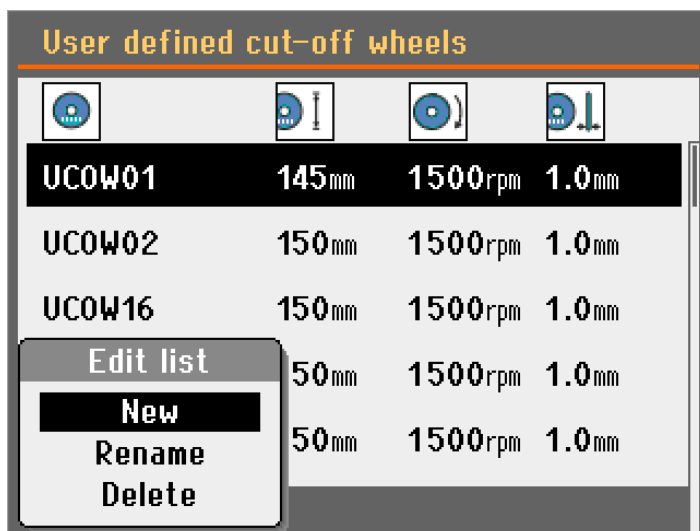 User defined cut-off wheels
UCOW01 145mm 1500rpm 1.0mm
UCOW02 150mm 1500rpm 1.0mm
UCOW16 150mm 1500rpm 1.0mm
50mm 1500rpm 1.0mm
50mm 1500rpm 1.0mm
Edit list
New
Rename
Delete